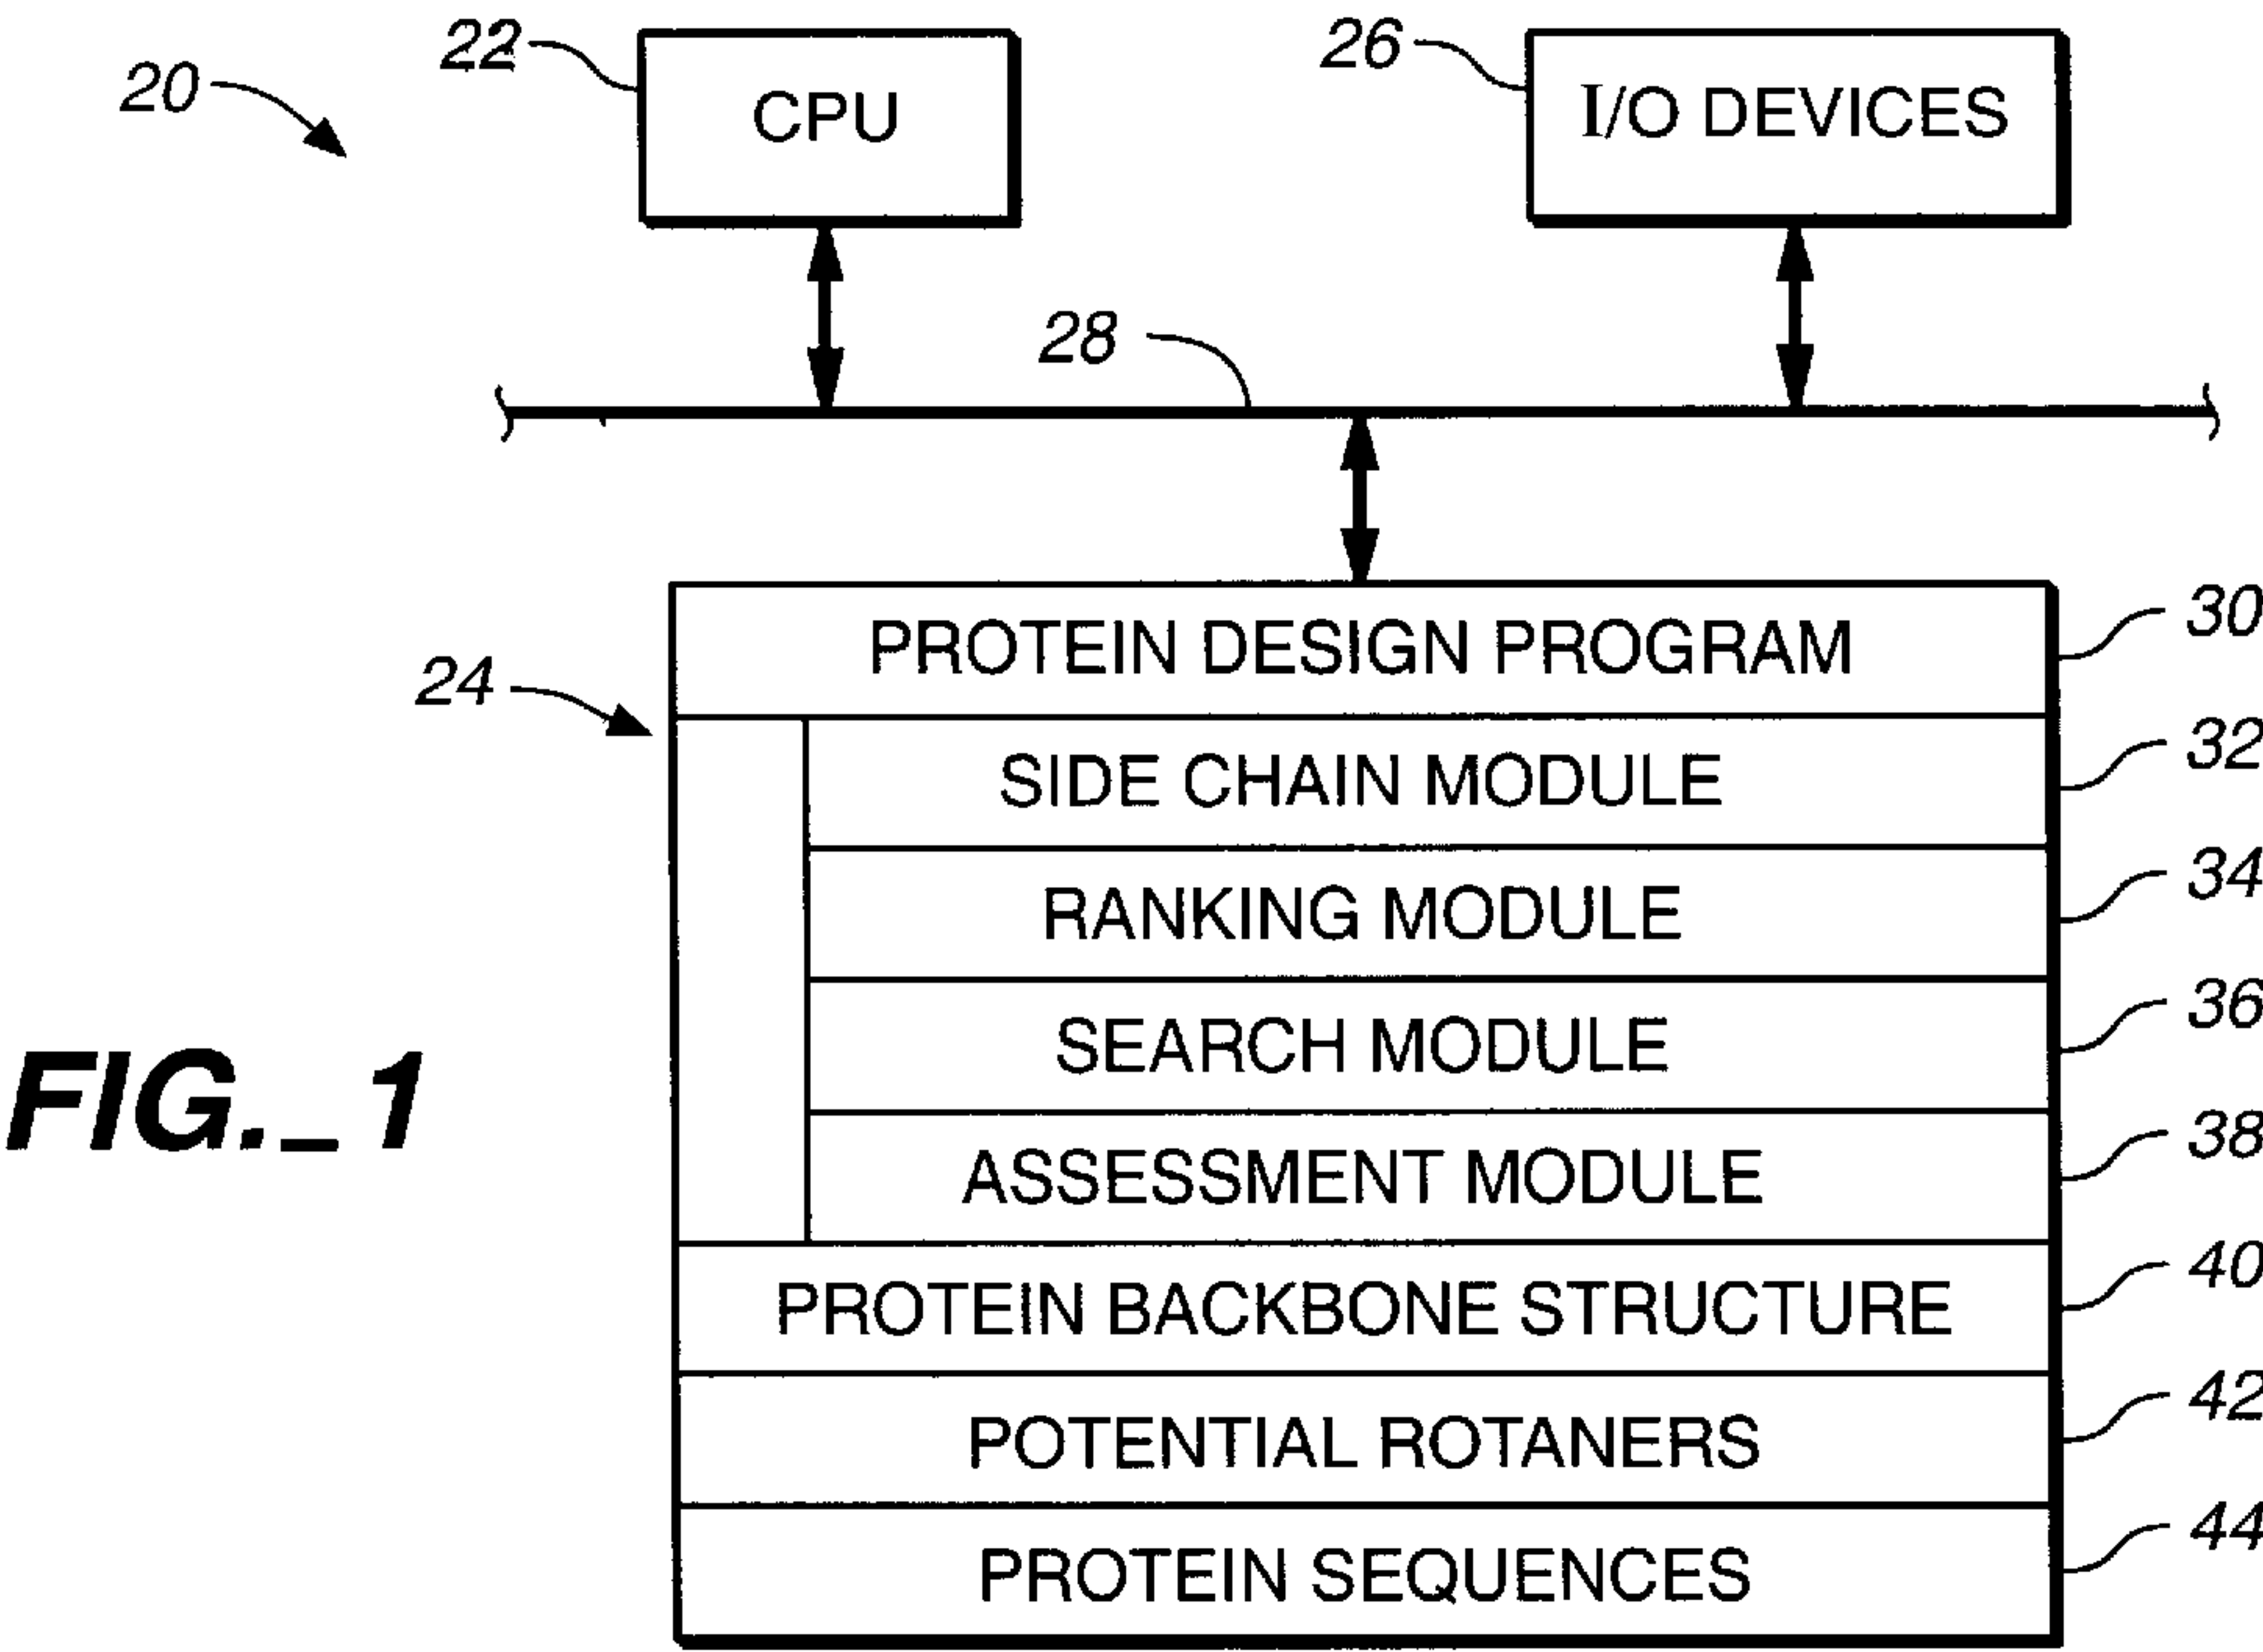 20
22
CPU
26
I/O DEVICES
28
24
PROTEIN DESIGN PROGRAM
30
SIDE CHAIN MODULE
32
RANKING MODULE
34
SEARCH MODULE
36
ASSESSMENT MODULE
38
PROTEIN BACKBONE STRUCTURE
40
POTENTIAL ROTANERS
42
PROTEIN SEQUENCES
44
FIG._1